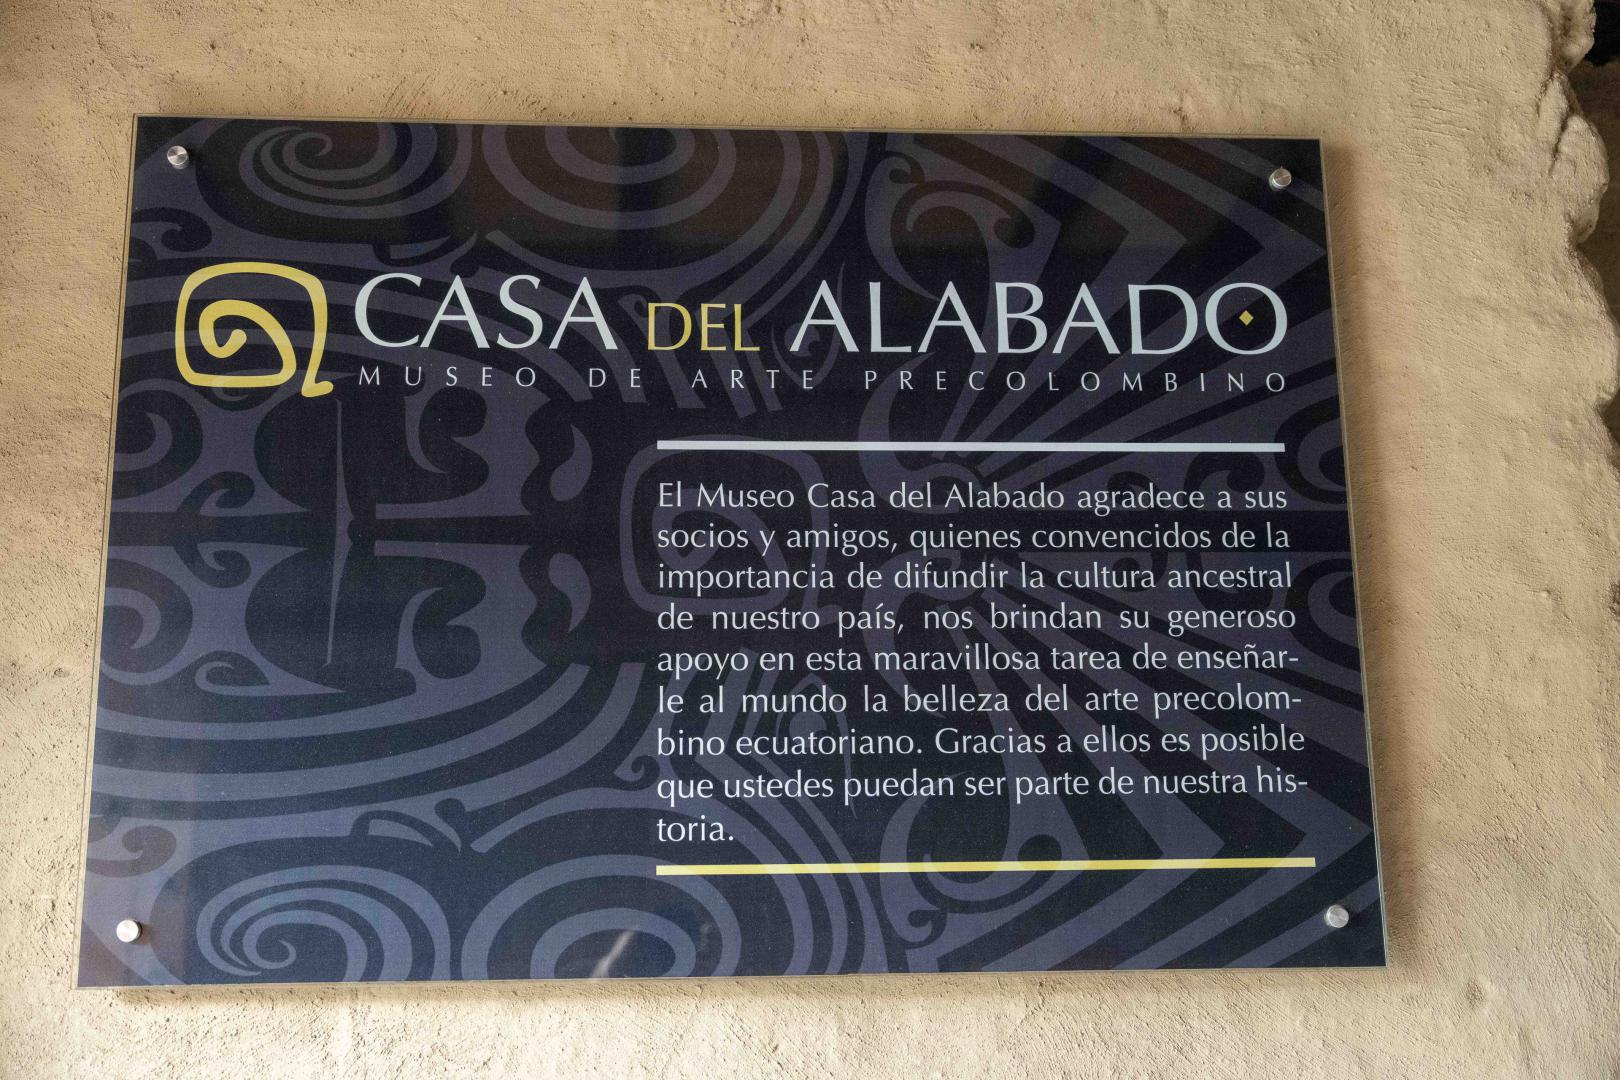 CASA DEL ALABADO
MUSEO DE ARTE PRECOLOMBINO
El Museo Casa del Alabado agradece a sus
socios y amigos, quienes convencidos de la
importancia de difundir la cultura ancestral
de nuestro país, nos brindan su generoso
apoyo en esta maravillosa tarea de enseñar-
le al mundo la belleza del arte precolom-
bino ecuatoriano. Gracias a ellos es posible
que ustedes puedan ser parte de nuestra his-
toria.